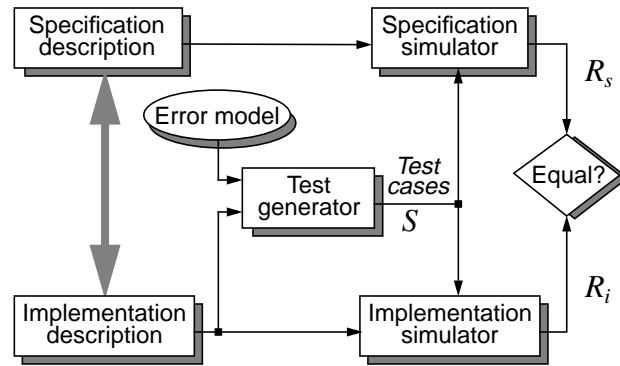 Specification
description
Specification
simulator
R_s
Error model
Test
generator
Test
cases
S
Equal?
Implementation
description
Implementation
simulator
R_i